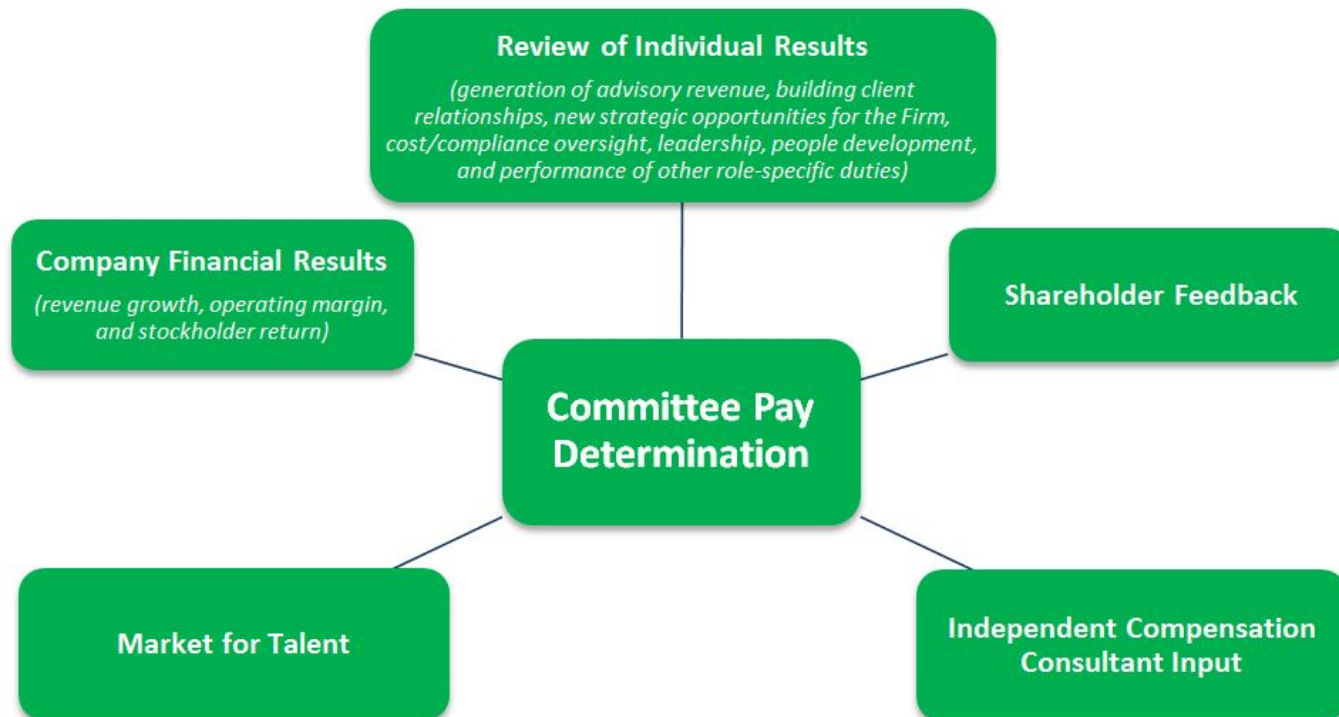 Review of Individual Results
(generation of advisory revenue, building client
relationships, new strategic opportunities for the Firm,
cost/compliance oversight, leadership, people development,
and performance of other role-specific duties)
Company Financial Results
(revenue growth, operating margin,
and stockholder return)
Shareholder Feedback
Committee Pay
Determination
Market for Talent
Independent Compensation
Consultant Input